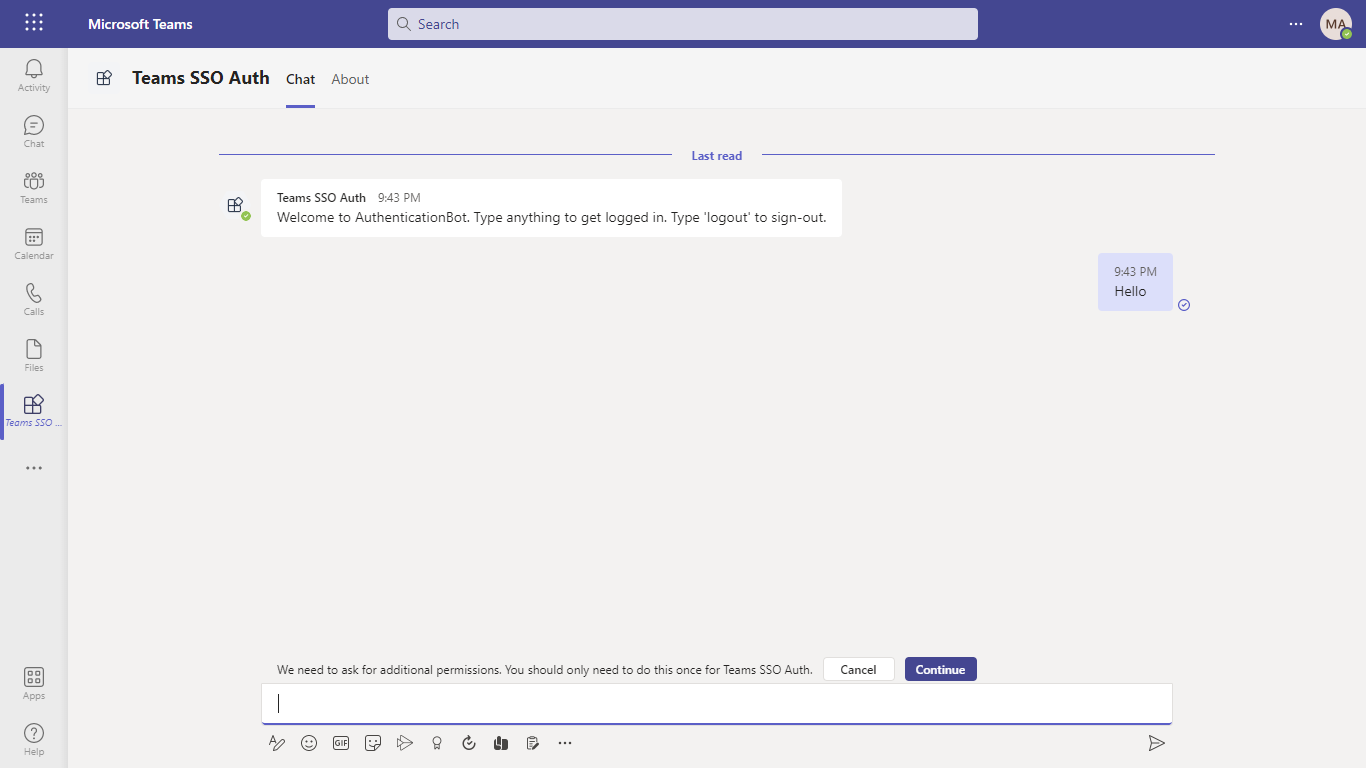 Microsoft Teams
Search
MA
Activity
Chat
Teams
Calendar
Calls
Files
Teams SSO ...
Apps
Help
Teams SSO Auth
Chat
About
Last read
Teams SSO Auth 9:43 PM
Welcome to AuthenticationBot. Type anything to get logged in. Type 'logout' to sign-out.
9:43 PM
Hello
We need to ask for additional permissions. You should only need to do this once for Teams SSO Auth.
Cancel
Continue
GIF